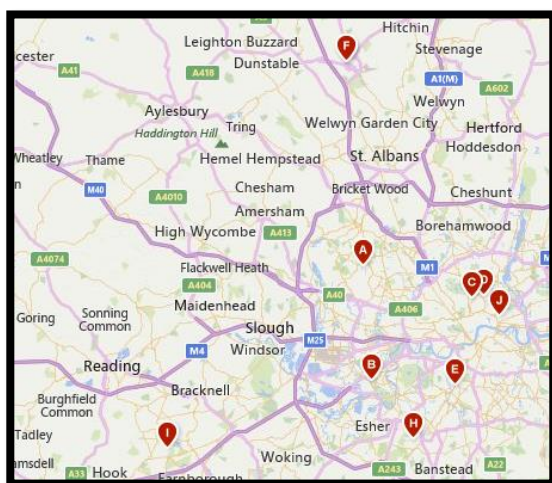 Hitchin
Leighton Buzzard
F
Stevenage
cester
A41
A418
Dunstable
A1(M)
A602
Aylesbury
Welwyn
Haddington Hill
Tring
Welwyn Garden City
Hertford
Hoddesdon
Wheatley
Thame
Hemel Hempstead
St. Albans
M40
A4010
Chesham
Bricket Wood
Cheshunt
Amersham
High Wycombe
A413
Borehamwood
A
A4074
Flackwell Heath
M1
A404
A40
C
D
J
Goring
Sonning
Common
Maidenhead
A406
Slough
M25
M4
Windsor
Reading
B
E
Bracknell
Burghfield
Common
I
Esher
H
Tadley
Woking
amsdell
A33
Hook
Farnborough
A243
Banstead
A22